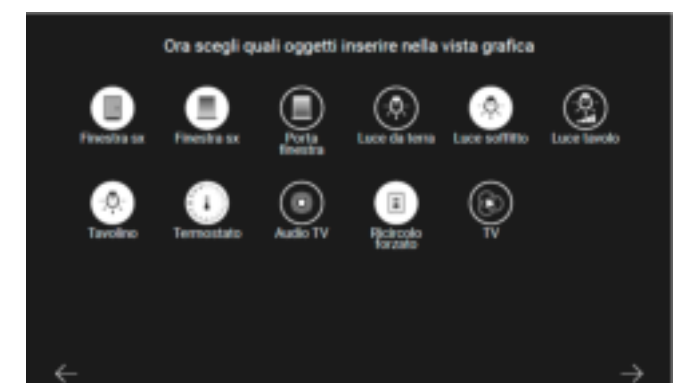 Ora scegli quali oggetti inserire nella vista grafica
Finestra sx
Finestra sx
Porta
finestra
Luce da terra
Luce soffitto
Luce tavolo
Tavolino
Termostato
Audio TV
Ricircolo
forzato
TV